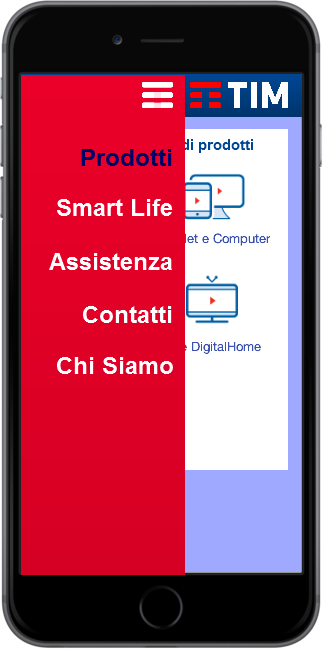 TIM
Prodotti
Smart Life
Assistenza
Contatti
Chi Siamo
di prodotti
let e Computer
e DigitalHome